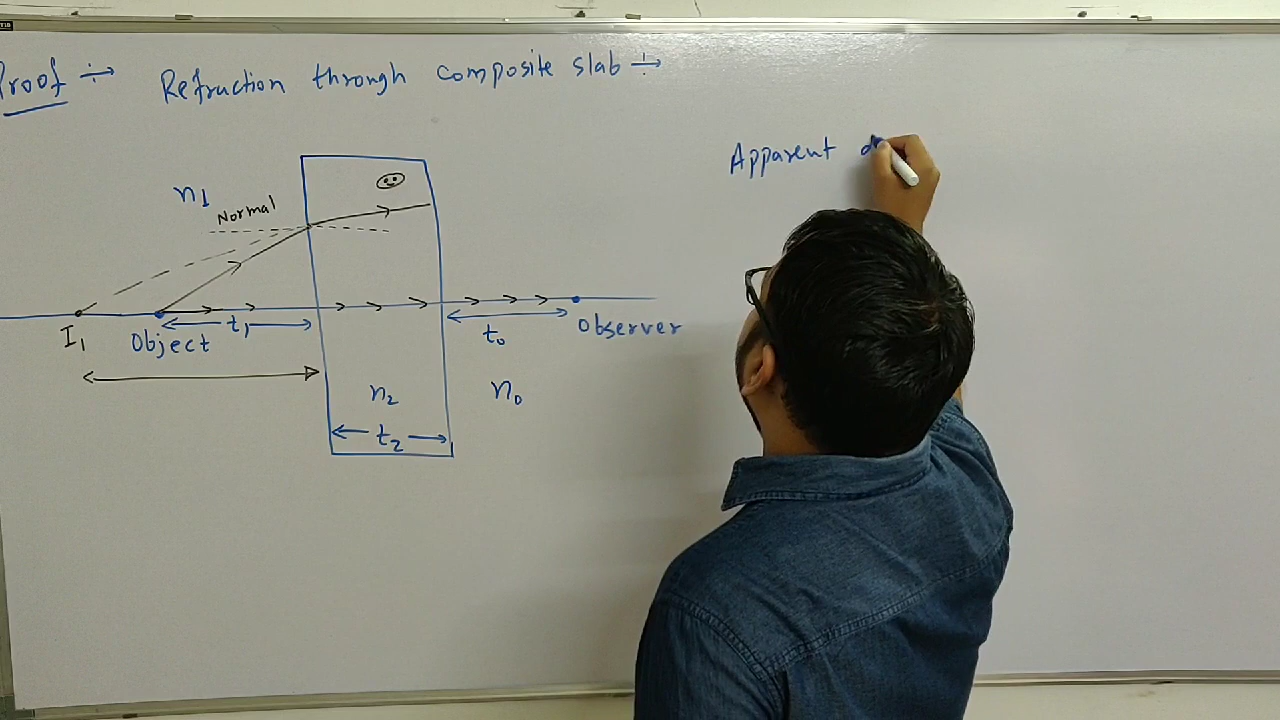 Proof ÷→ Refraction through composite slab ÷→
Apparent d
n1
Normal
I1
Object
t1
t0
Observer
n2
n0
t2